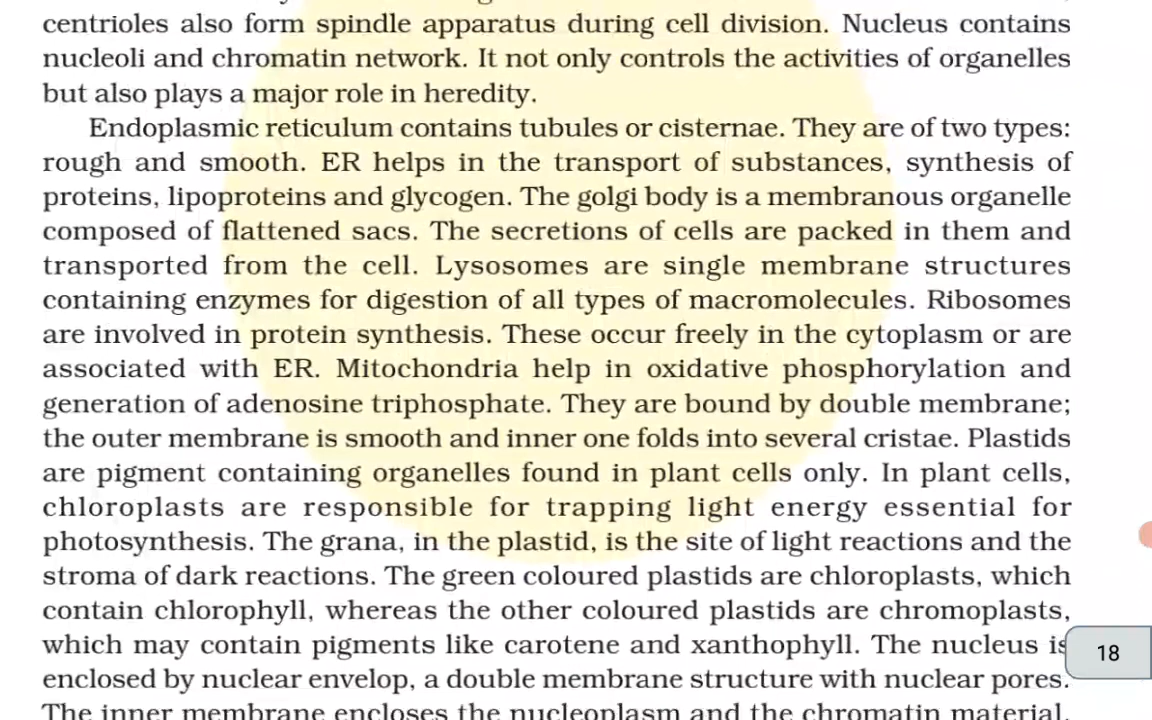 centrioles also form spindle apparatus during cell division. Nucleus contains
nucleoli and chromatin network. It not only controls the activities of organelles
but also plays a major role in heredity.
Endoplasmic reticulum contains tubules or cisternae. They are of two types:
rough and smooth. ER helps in the transport of substances, synthesis of
proteins, lipoproteins and glycogen. The golgi body is a membranous organelle
composed of flattened sacs. The secretions of cells are packed in them and
transported from the cell. Lysosomes are single membrane structures
containing enzymes for digestion of all types of macromolecules. Ribosomes
are involved in protein synthesis. These occur freely in the cytoplasm or are
associated with ER. Mitochondria help in oxidative phosphorylation and
generation of adenosine triphosphate. They are bound by double membrane;
the outer membrane is smooth and inner one folds into several cristae. Plastids
are pigment containing organelles found in plant cells only. In plant cells,
chloroplasts are responsible for trapping light energy essential for
photosynthesis. The grana, in the plastid, is the site of light reactions and the
stroma of dark reactions. The green coloured plastids are chloroplasts, which
contain chlorophyll, whereas the other coloured plastids are chromoplasts,
which may contain pigments like carotene and xanthophyll. The nucleus is
18
enclosed by nuclear envelop, a double membrane structure with nuclear pores.
The inner membrane encloses the nucleoplasm and the chromatin material.